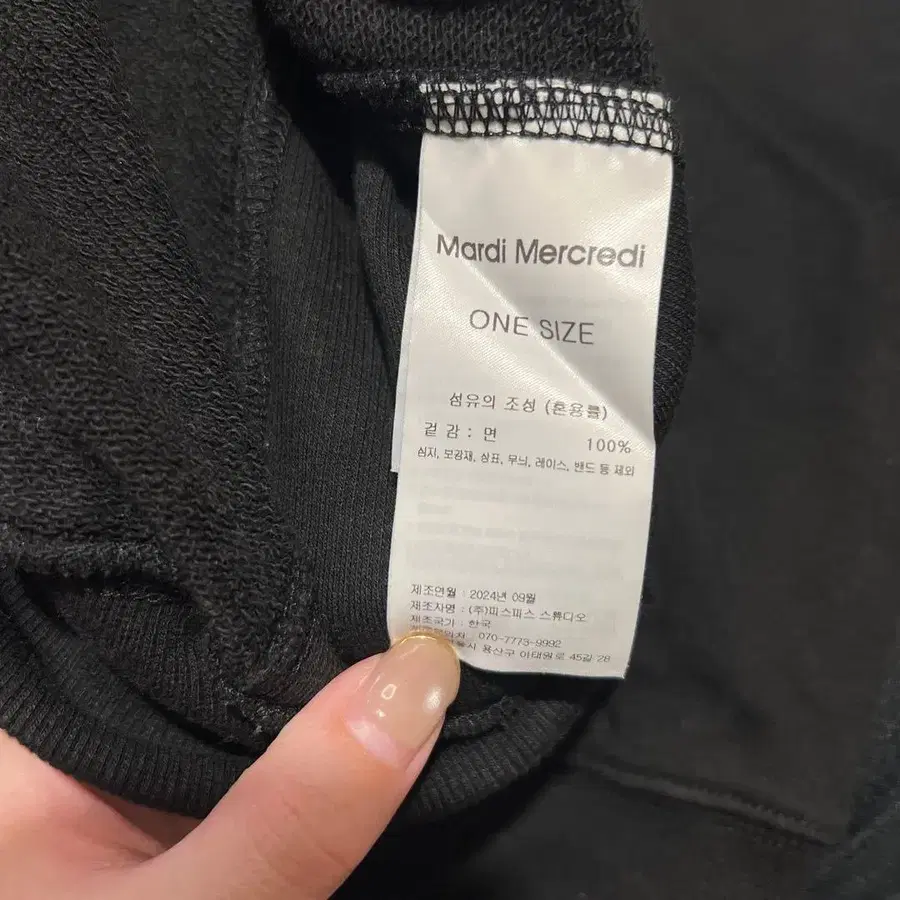 Mardi Mercredi
ONE SIZE
섬유의 조성 (혼용률)
겉 감 : 면 100%
심지, 모강재, 상표, 무늬, 레이스, 밴드 등 제외
제조연월 : 2024년 09월
제조자명 : (주)피스피스 스튜디오
제조국가 : 한국
070-7773-9992
용산구 이태원로 45길 28